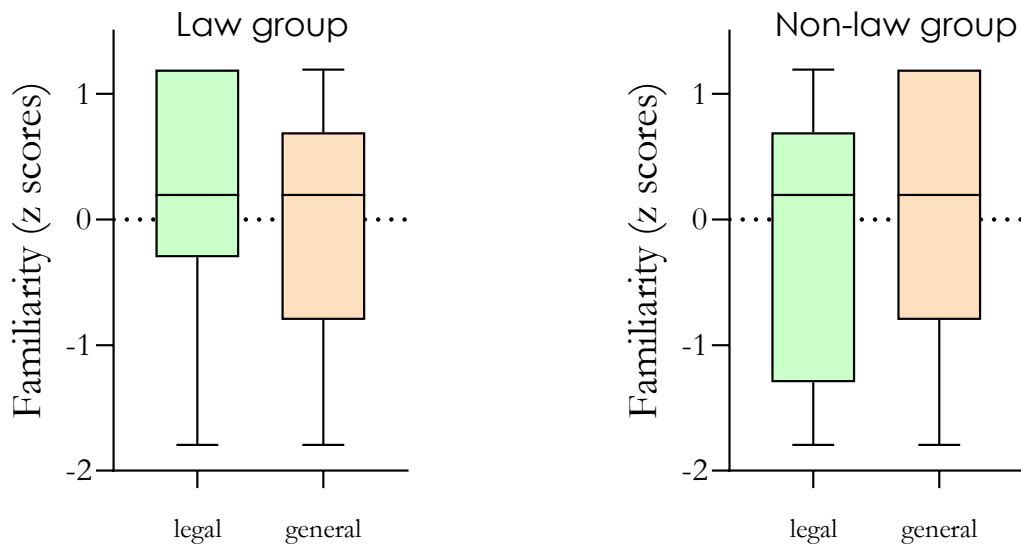 Law group
Familiarity (z scores)
1
0
-1
-2
legal general
Non-law group
Familiarity (z scores)
1
0
-1
-2
legal general